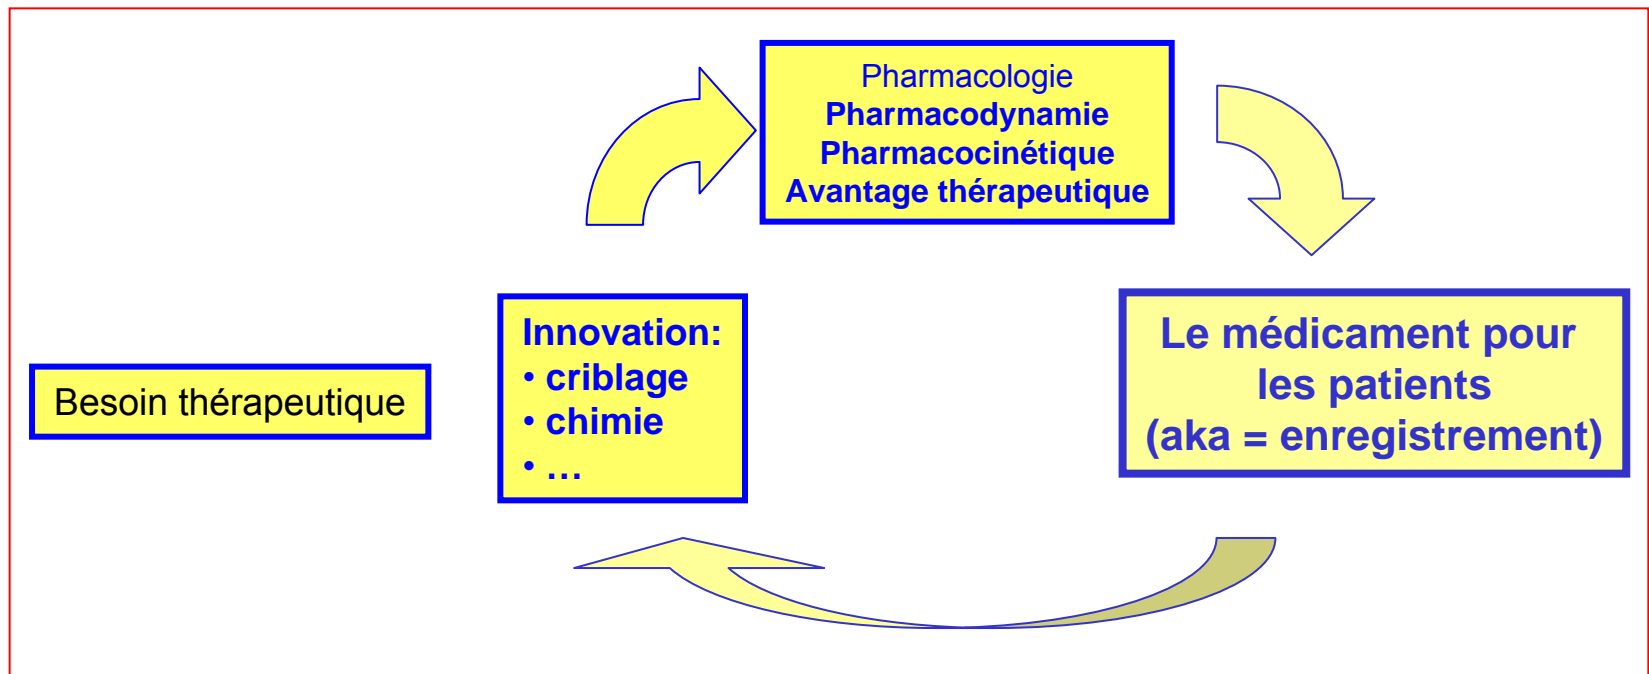 Pharmacologie
Pharmacodynamie
Pharmacocinétique
Avantage thérapeutique
Besoin thérapeutique
Innovation:
• criblage
• chimie
• …
Le médicament pour
les patients
(aka = enregistrement)